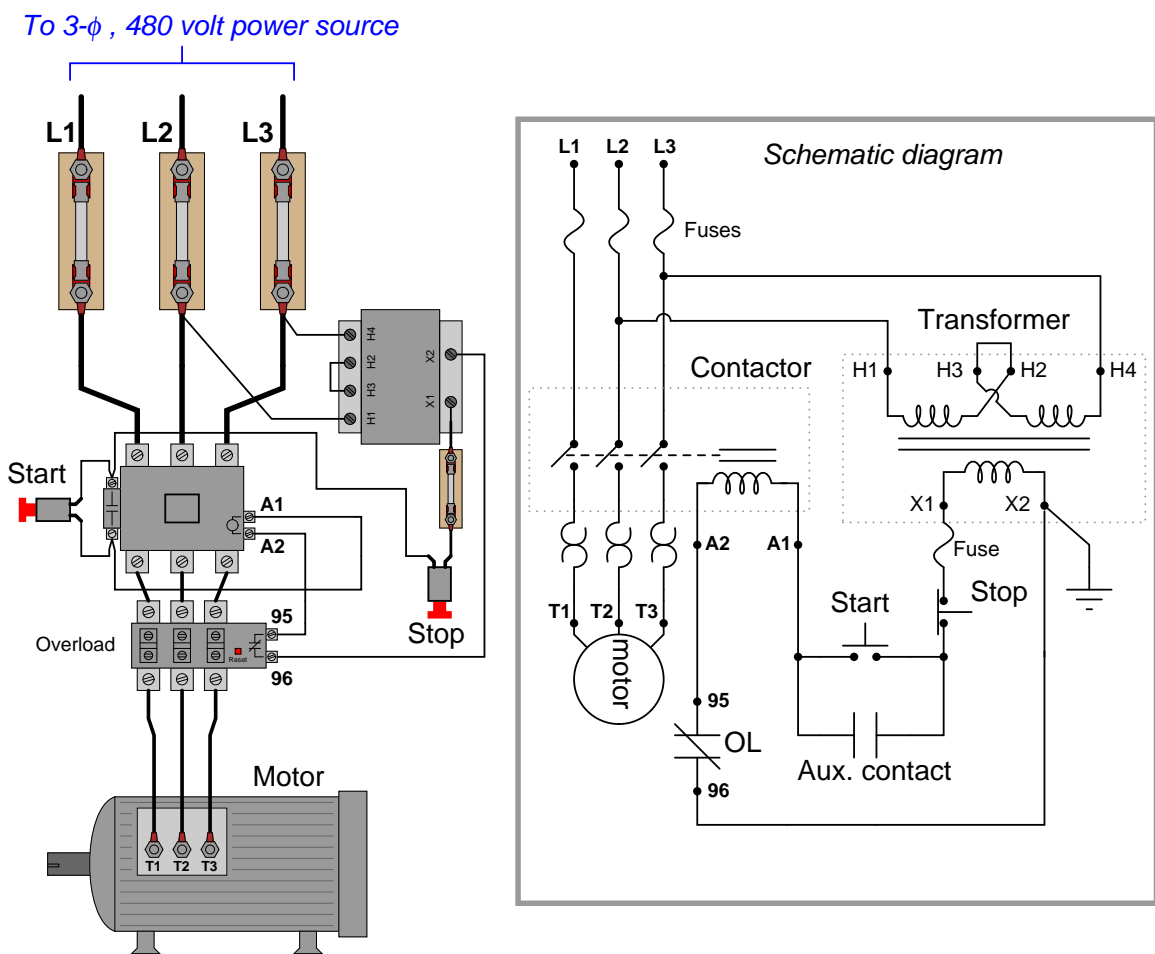 To 3-ϕ , 480 volt power source
L1 L2 L3
H4
H2
H3
H1
X2
X1
Start
A1
A2
Stop
95
Overload
Reset
96
Motor
T1 T2 T3
Schematic diagram
L1 L2 L3
Fuses
Transformer
Contactor
H1 H3 H2 H4
X1 X2
Fuse
A2 A1
Start Stop
T1 T2 T3
motor
95
OL
Aux. contact
96